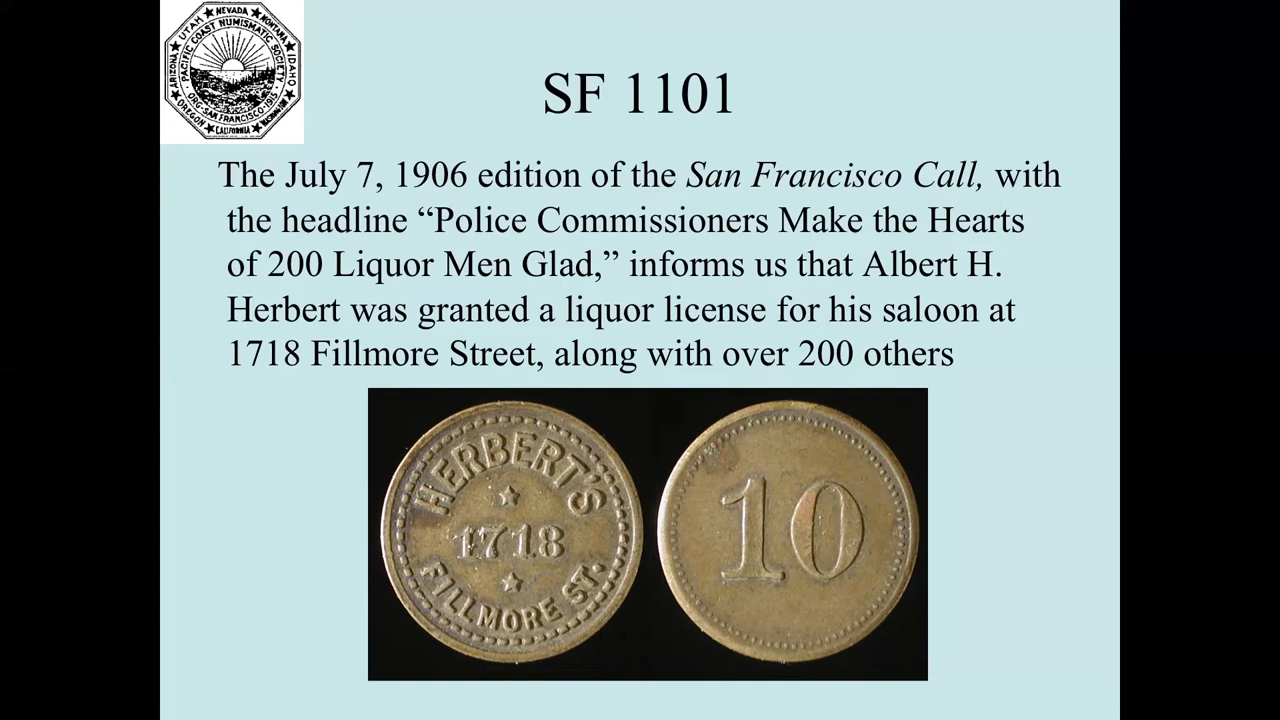 UTAH ★ NEVADA ★ MONTANA ★ IDAHO ★ WASHINGTON ★ CALIFORNIA ★ OREGON ★ ARIZONA
PACIFIC COAST NUMISMATIC SOCIETY
ORG. SAN FRANCISCO 1915
SF 1101
The July 7, 1906 edition of the San Francisco Call, with
the headline “Police Commissioners Make the Hearts
of 200 Liquor Men Glad,” informs us that Albert H.
Herbert was granted a liquor license for his saloon at
1718 Fillmore Street, along with over 200 others
HERBERT'S
1718
FILLMORE ST.
10